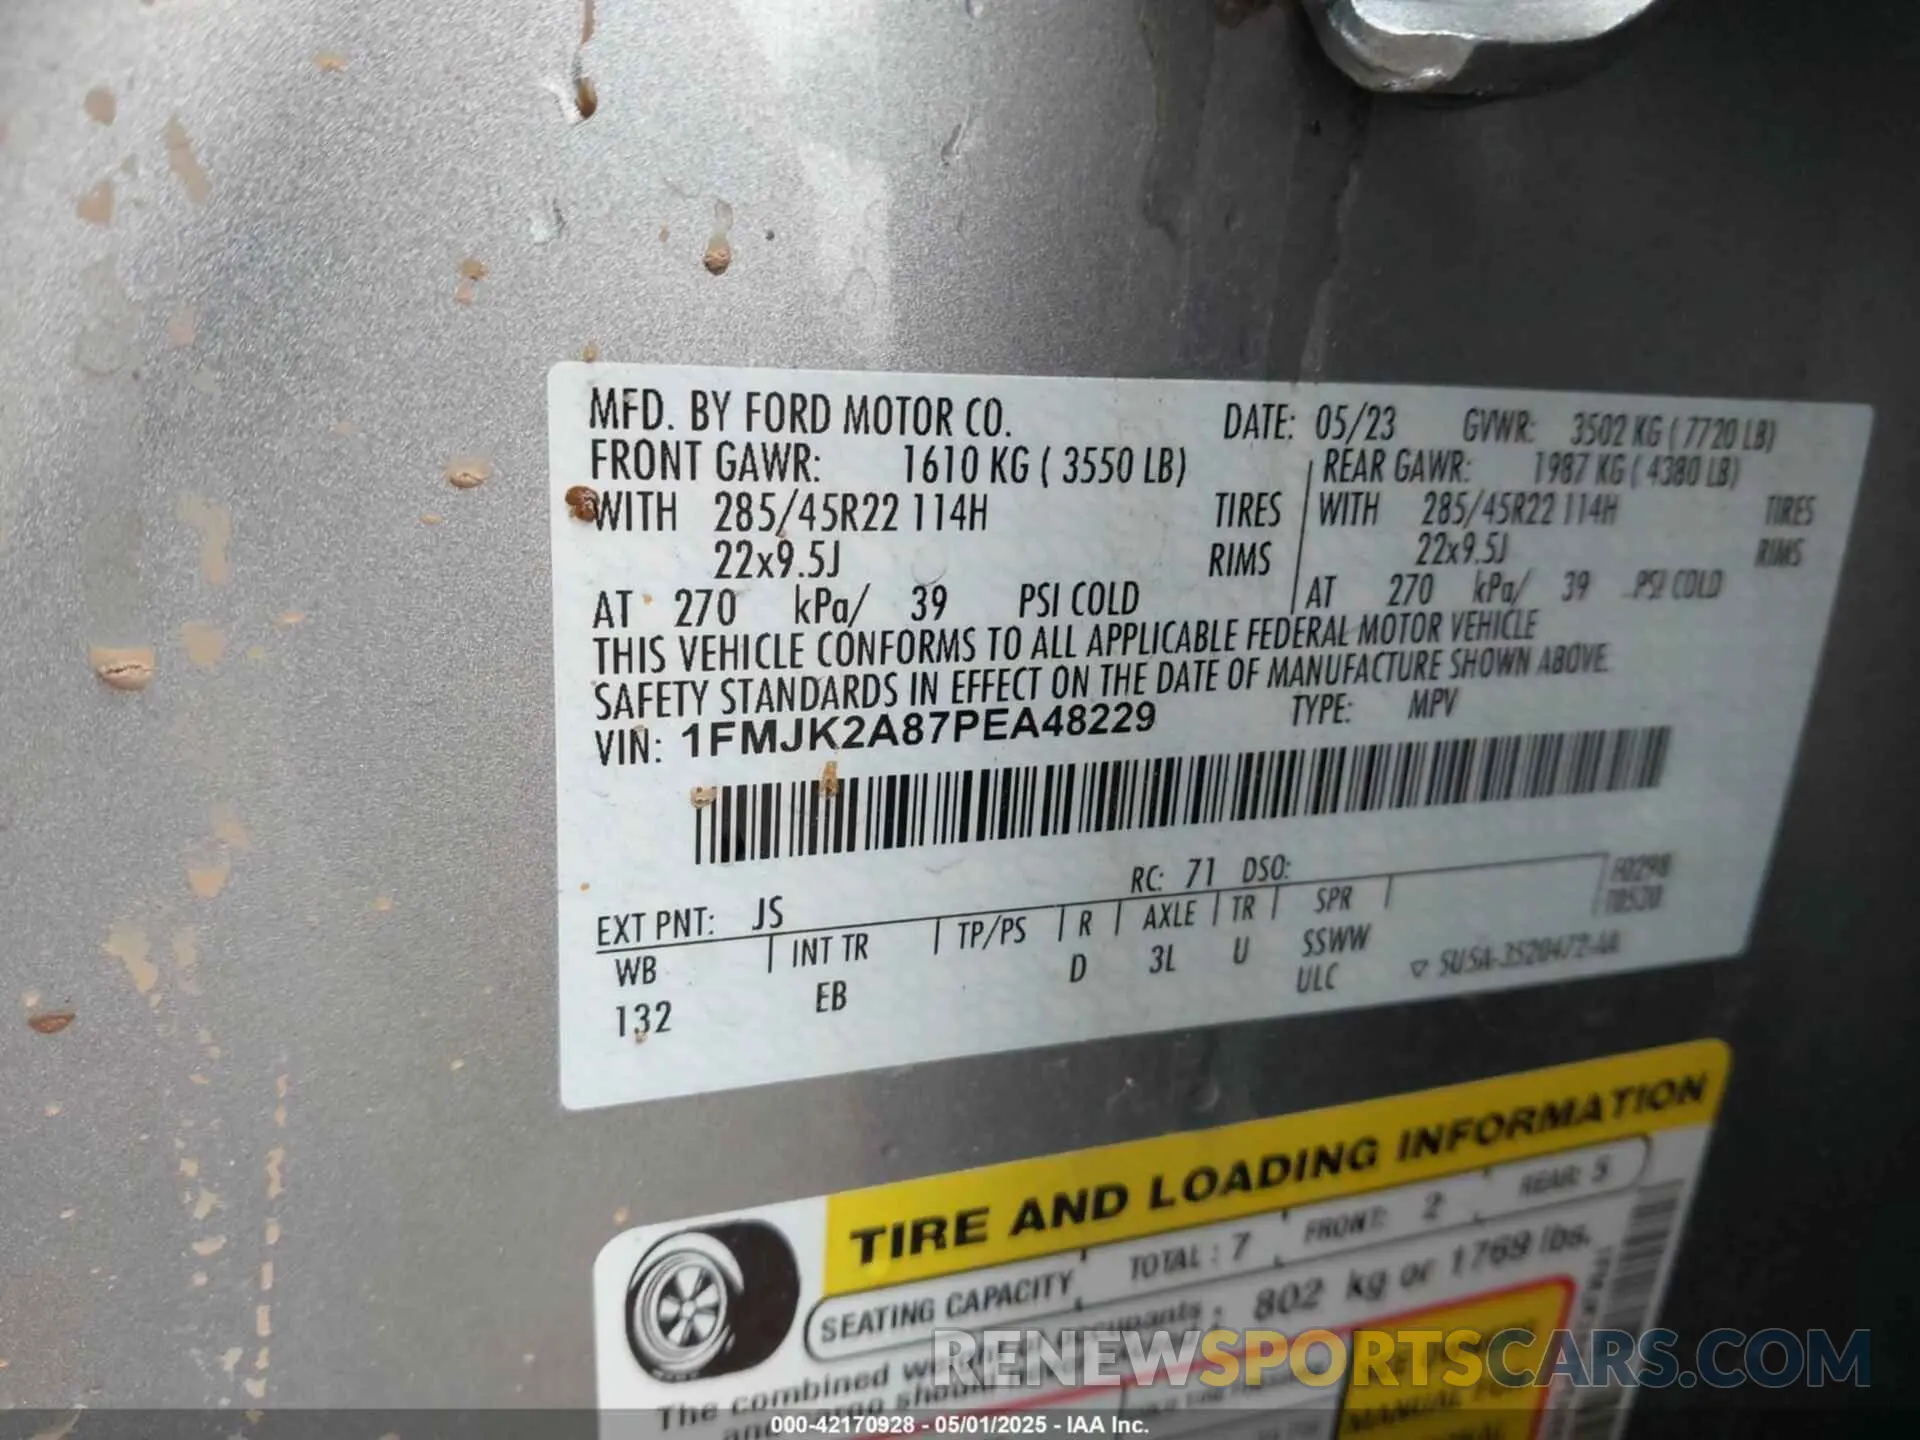 MFD. BY FORD MOTOR CO. DATE: 05/23 GVWR: 3502 KG ( 7720 LB)
FRONT GAWR: 1610 KG ( 3550 LB) REAR GAWR: 1987 KG ( 4380 LB)
WITH 285/45R22 114H TIRES WITH 285/45R22 114H TIRES
22x9.5J RIMS 22x9.5J RIMS
AT 270 kPa/ 39 PSI COLD AT 270 kPa/ 39 PSI COLD
THIS VEHICLE CONFORMS TO ALL APPLICABLE FEDERAL MOTOR VEHICLE
SAFETY STANDARDS IN EFFECT ON THE DATE OF MANUFACTURE SHOWN ABOVE.
VIN: 1FMJK2A87PEA48229 TYPE: MPV
RC: 71 DSO:
EXT PNT: JS
WB INT TR TP/PS R AXLE TR SPR
132 EB D 3L U SSWW
ULC
TIRE AND LOADING INFORMATION
SEATING CAPACITY TOTAL : 7 FRONT: 2 REAR: 5
The combined 802 kg or 1769 lbs.
MANUAL FOR
RENEWSPORTSCARS.COM
000-42170928 - 05/01/2025 - IAA Inc.